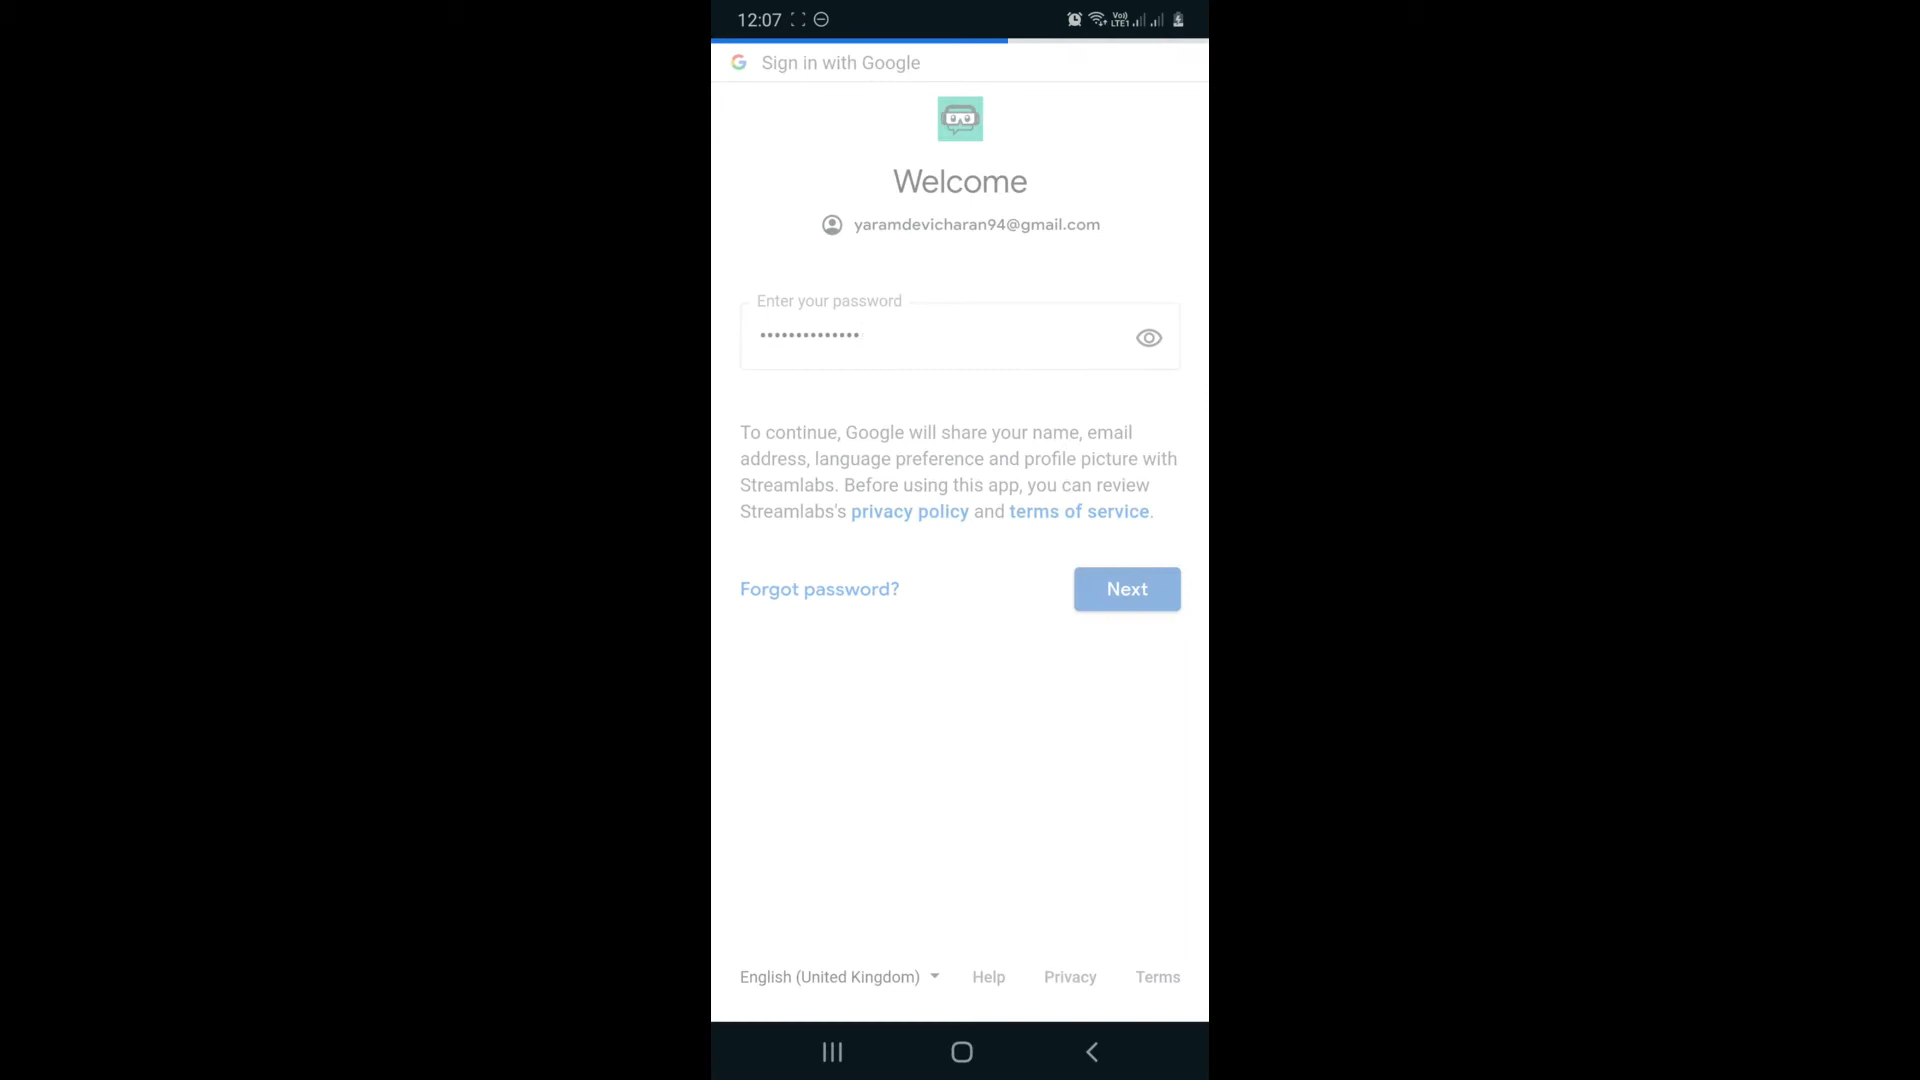 12:07
Vo))
LTE1
Sign in with Google
Welcome
yaramdevicharan94@gmail.com
Enter your password
••••••••••••••
To continue, Google will share your name, email
address, language preference and profile picture with
Streamlabs. Before using this app, you can review
Streamlabs's privacy policy and terms of service.
Forgot password?
Next
English (United Kingdom)
Help
Privacy
Terms